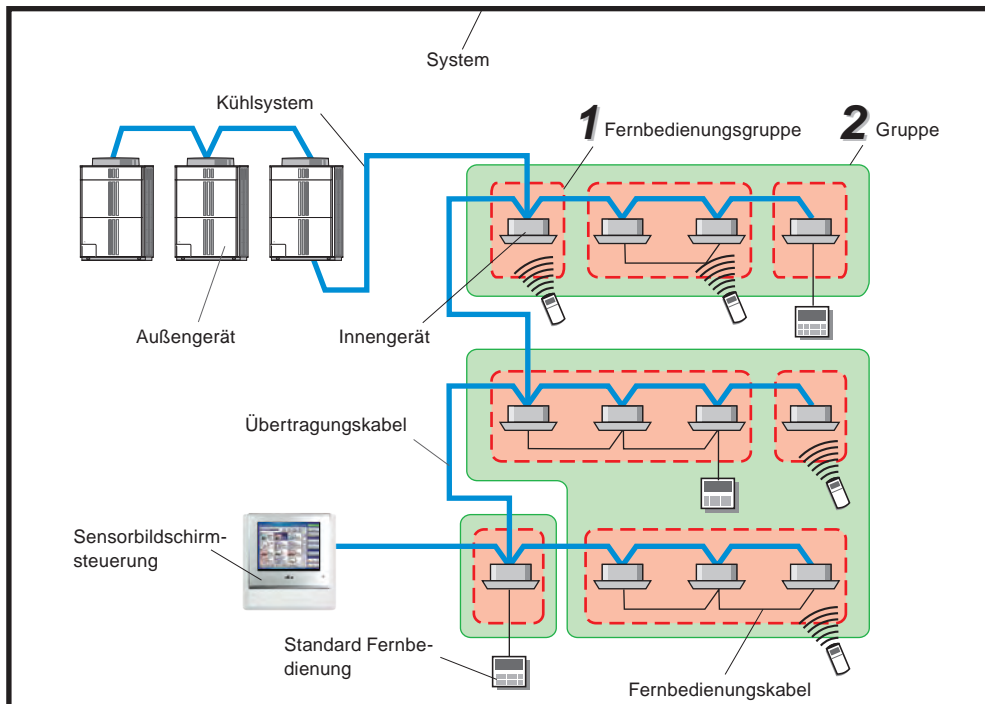 System
Kühlsystem
1 Fernbedienungsgruppe
2 Gruppe
Außengerät
Innengerät
Übertragungskabel
Sensorbildschirm-
steuerung
Standard Fernbe-
dienung
Fernbedienungskabel